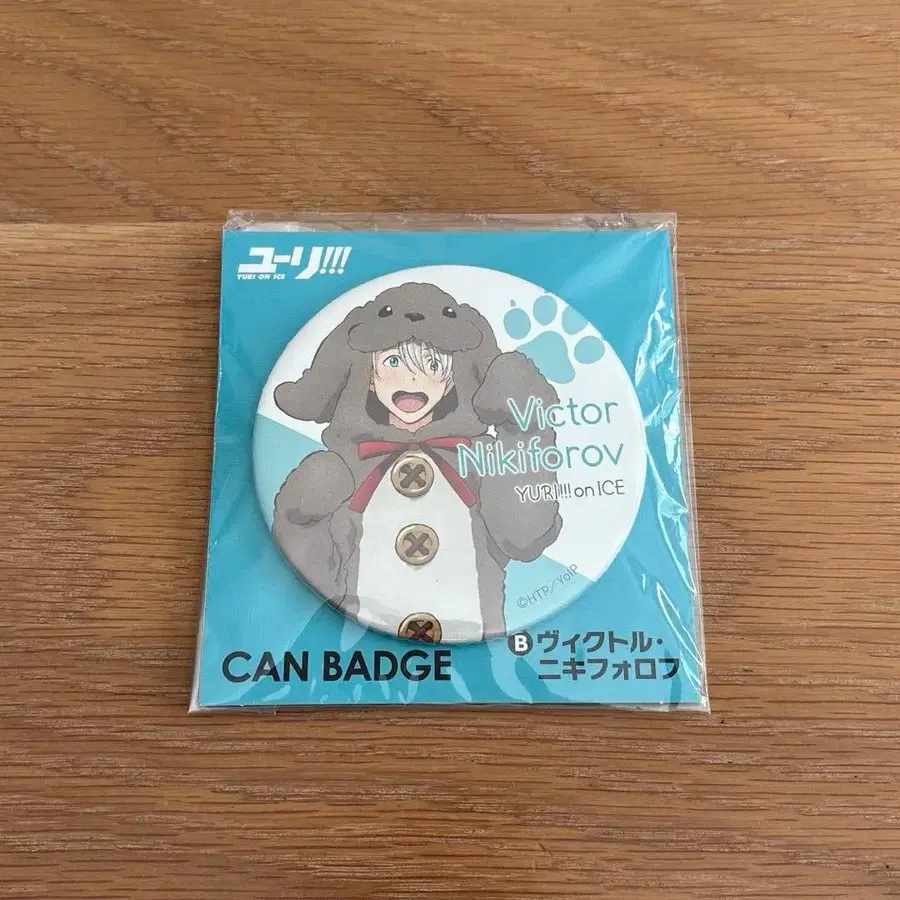 ユーリ!!!
YURI ON ICE
Victor
Nikiforov
YURI!!! on ICE
©HTP/YoIP
CAN BADGE
B ヴィクトル・
ニキフォロフ